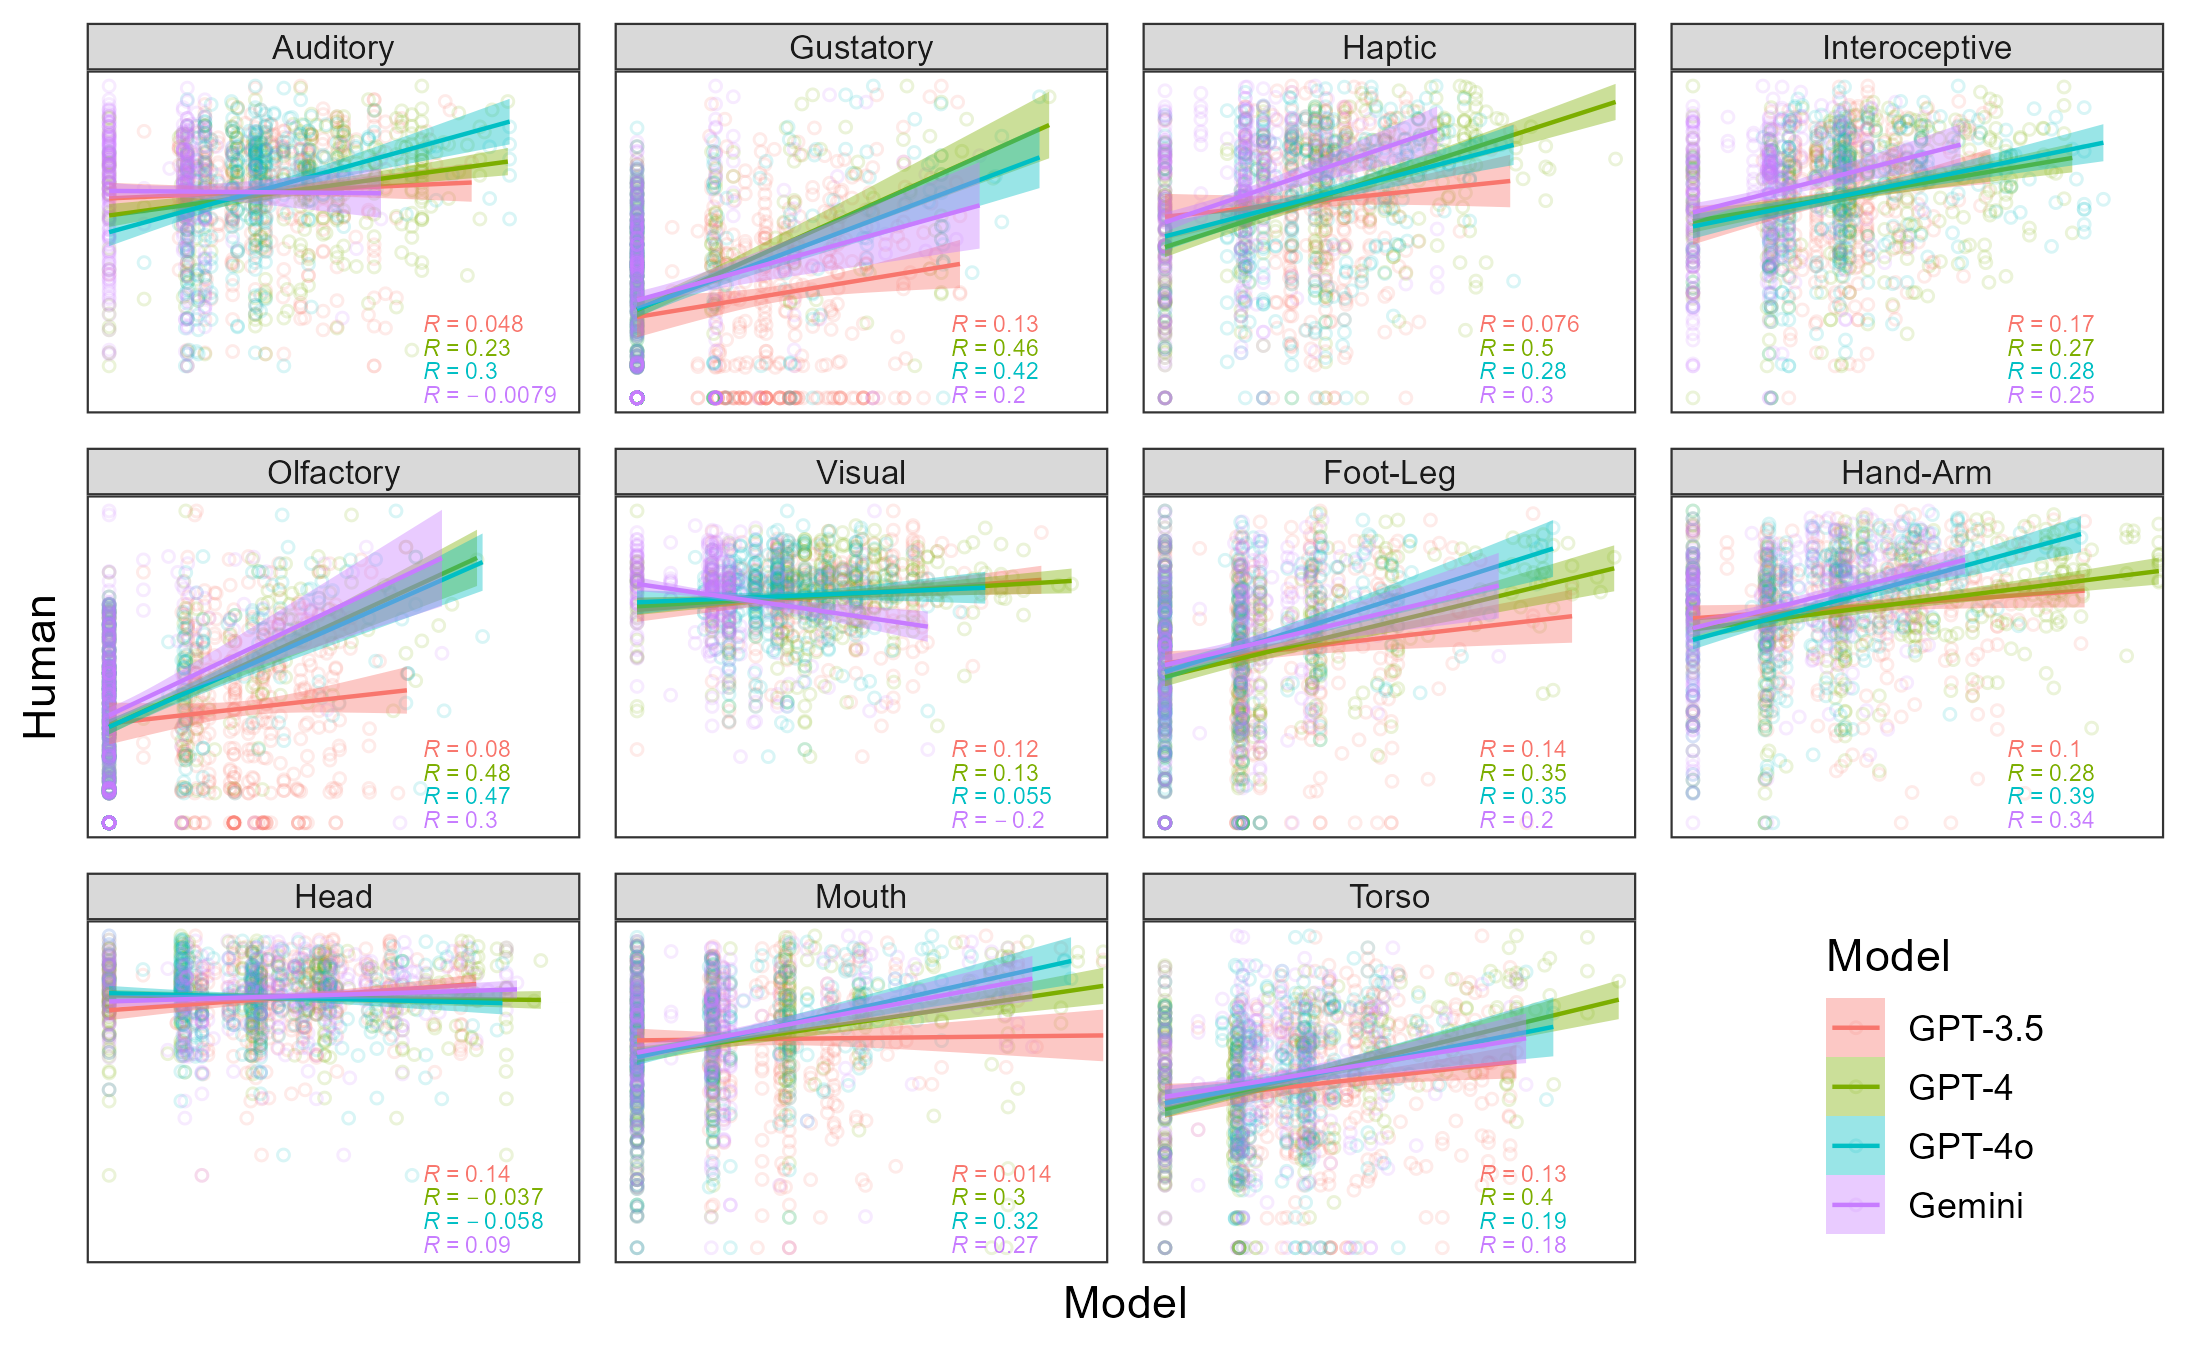 Auditory
Gustatory
Haptic
Interoceptive
R = 0.048
R = 0.23
R = 0.3
R = − 0.0079
R = 0.13
R = 0.46
R = 0.42
R = 0.2
R = 0.076
R = 0.5
R = 0.28
R = 0.3
R = 0.17
R = 0.27
R = 0.28
R = 0.25
Olfactory
Visual
Foot-Leg
Hand-Arm
R = 0.08
R = 0.48
R = 0.47
R = 0.3
R = 0.12
R = 0.13
R = 0.055
R = − 0.2
R = 0.14
R = 0.35
R = 0.35
R = 0.2
R = 0.1
R = 0.28
R = 0.39
R = 0.34
Head
Mouth
Torso
R = 0.14
R = − 0.037
R = − 0.058
R = 0.09
R = 0.014
R = 0.3
R = 0.32
R = 0.27
R = 0.13
R = 0.4
R = 0.19
R = 0.18
Human
Model
Model
GPT-3.5
GPT-4
GPT-4o
Gemini